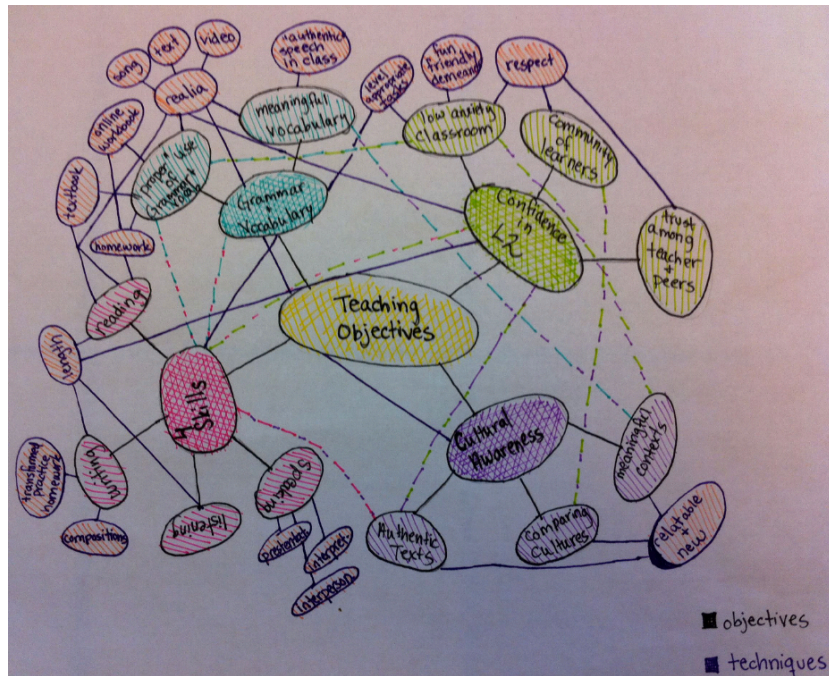 song
text
video
"authentic"
speech
in class
realia
level
appropriate
tasks
fun
friendly
demeanor
respect
online
workbook
meaningful
vocabulary
low anxiety
classroom
community
of
learners
"proper" use
of
Grammar +
vocab
textbook
Grammar
+
Vocabulary
Confidence
in
L2
trust
among
teacher
+
peers
homework
reading
Teaching
Objectives
length
4
Skills
Cultural
Awareness
meaningful
contexts
transformed
practice
homework
writing
speaking
listening
compositions
presentat.
interpret.
interperson.
Authentic
Texts
comparing
cultures
relatable
+
new
objectives
techniques